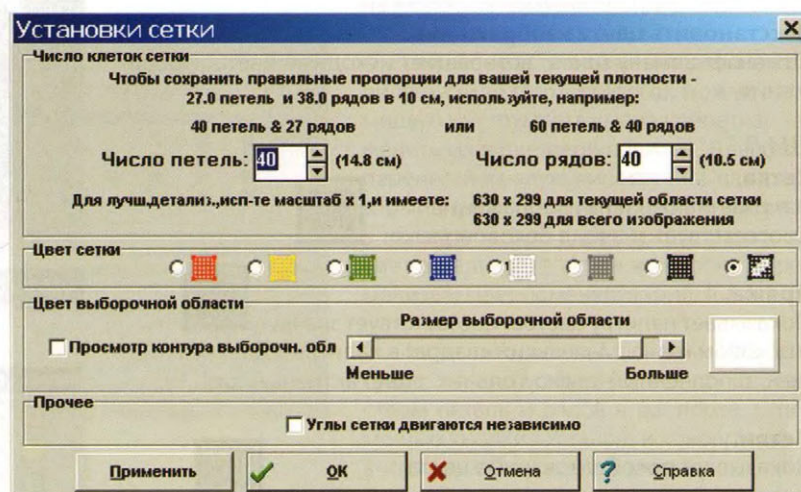 Установки сетки
Число клеток сетки
Чтобы сохранить правильные пропорции для вашей текущей плотности -
27.0 петель и 38.0 рядов в 10 см, используйте, например:
40 петель & 27 рядов или 60 петель & 40 рядов
Число петель: 40 (14.8 см) Число рядов: 40 (10.5 см)
Для лучш.детализ.,исп-те масштаб х 1,и имеете: 630 x 299 для текущей области сетки
630 x 299 для всего изображения
Цвет сетки
Цвет выборочной области
Размер выборочной области
Просмотр контура выборочн. обл
Меньше Больше
Прочее
Углы сетки двигаются независимо
Применить ОК Отмена Справка